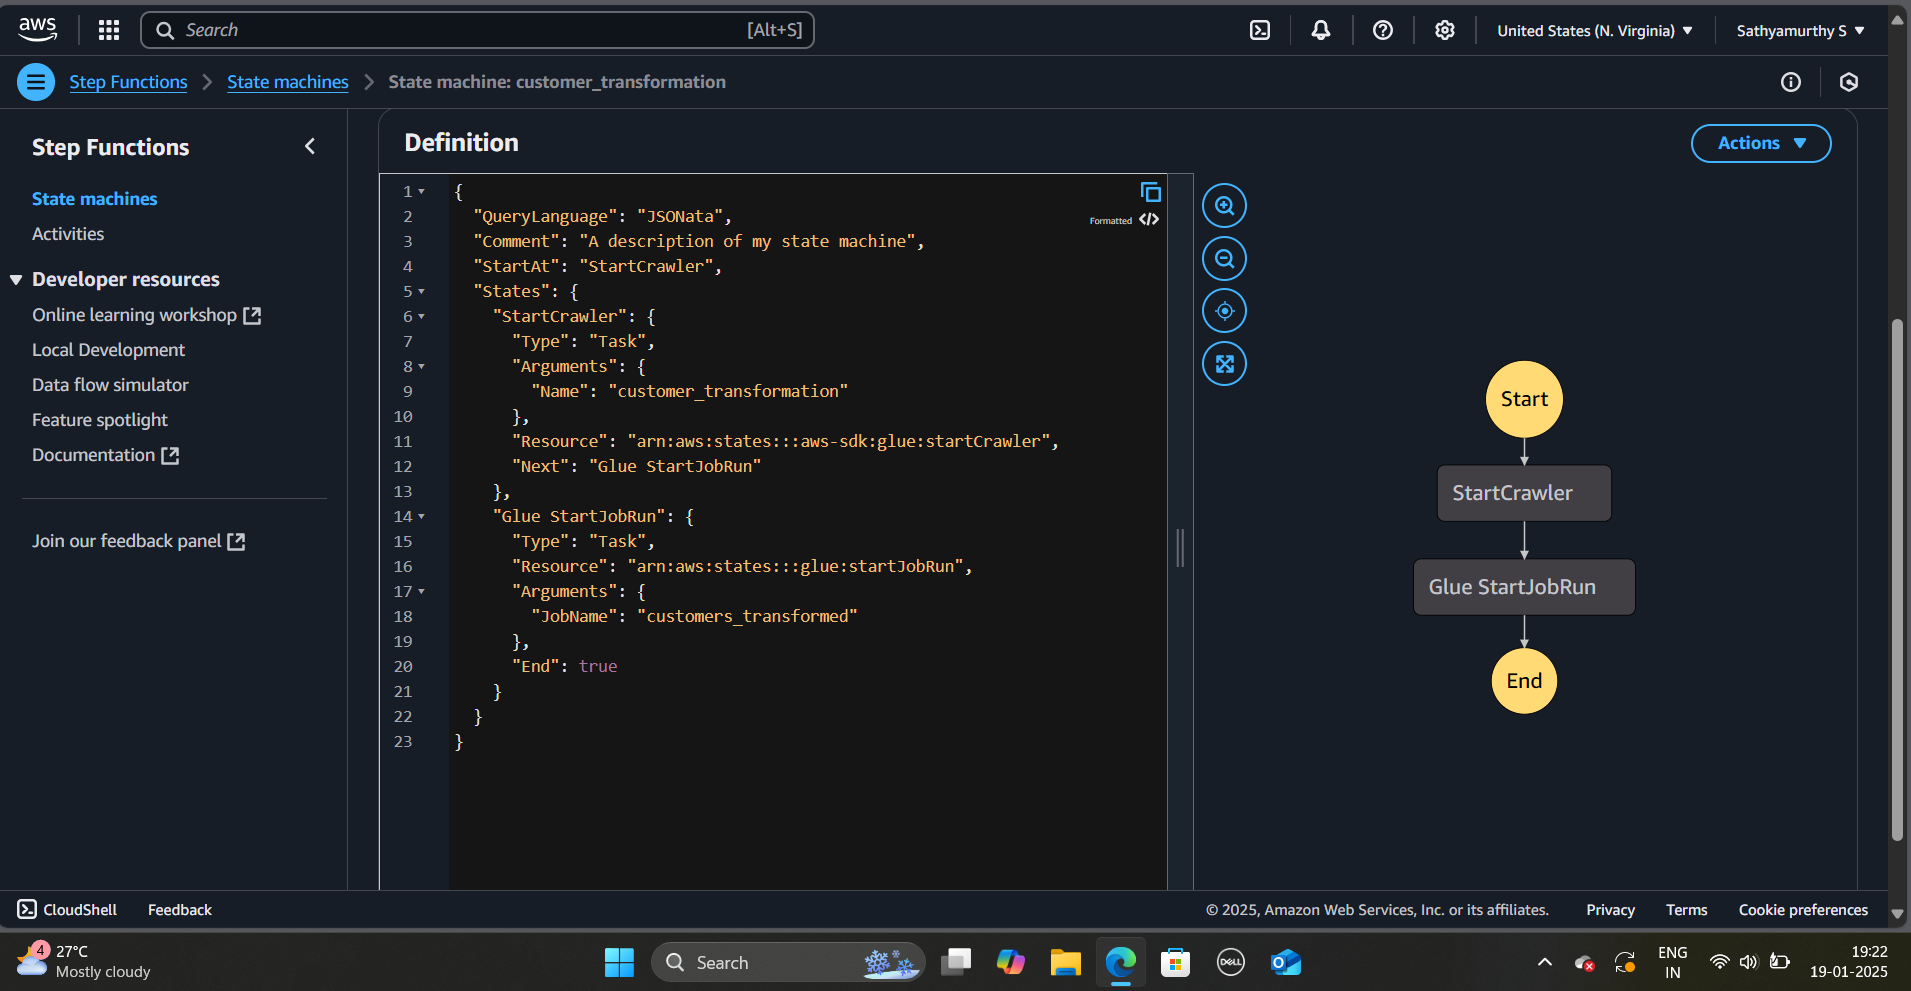 aws
Search
[Alt+S]
United States (N. Virginia)
Sathyamurthy S
Step Functions
State machines
State machine: customer_transformation
Step Functions
State machines
Activities
Developer resources
Online learning workshop
Local Development
Data flow simulator
Feature spotlight
Documentation
Join our feedback panel
Definition
Actions
Formatted
1 {
2 "QueryLanguage": "JSONata",
3 "Comment": "A description of my state machine",
4 "StartAt": "StartCrawler",
5 "States": {
6 "StartCrawler": {
7 "Type": "Task",
8 "Arguments": {
9 "Name": "customer_transformation"
10 },
11 "Resource": "arn:aws:states:::aws-sdk:glue:startCrawler",
12 "Next": "Glue StartJobRun"
13 },
14 "Glue StartJobRun": {
15 "Type": "Task",
16 "Resource": "arn:aws:states:::glue:startJobRun",
17 "Arguments": {
18 "JobName": "customers_transformed"
19 },
20 "End": true
21 }
22 }
23 }
Start
StartCrawler
Glue StartJobRun
End
CloudShell
Feedback
© 2025, Amazon Web Services, Inc. or its affiliates.
Privacy
Terms
Cookie preferences
4
27°C
Mostly cloudy
Search
DELL
ENG
IN
19:22
19-01-2025